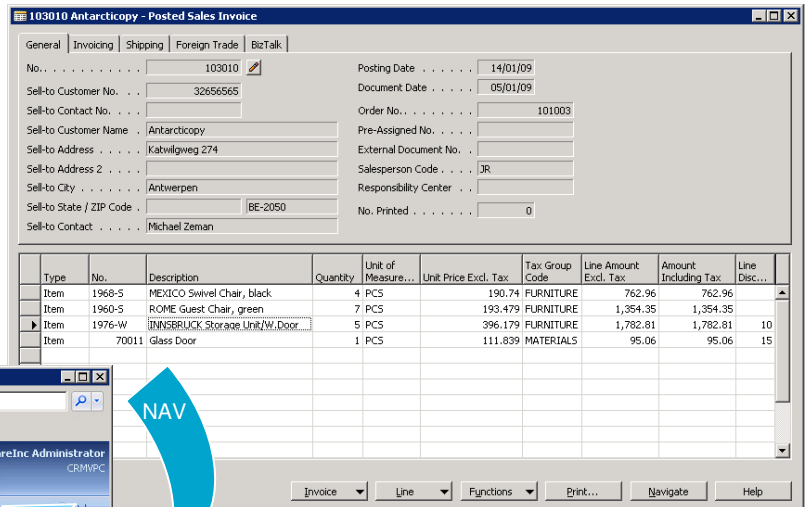 103010 Antarcticopy - Posted Sales Invoice
General Invoicing Shipping Foreign Trade BizTalk
No. . . . . . . . . . . . 103010 Posting Date . . . . . . 14/01/09
Sell-to Customer No. . . 32656565 Document Date . . . . . 05/01/09
Sell-to Contact No. . . . Order No. . . . . . . . . 101003
Sell-to Customer Name . Antarcticopy Pre-Assigned No. . . . .
Sell-to Address . . . . . Katwilgweg 274 External Document No. .
Sell-to Address 2 . . . . Salesperson Code . . . . JR
Sell-to City . . . . . . . Antwerpen Responsibility Center . .
Sell-to State / ZIP Code . BE-2050 No. Printed . . . . . . . 0
Sell-to Contact . . . . . Michael Zeman
Type No. Description Quantity Unit of Measure... Unit Price Excl. Tax Tax Group Code Line Amount Excl. Tax Amount Including Tax Line Disc...
Item 1968-S MEXICO Swivel Chair, black 4 PCS 190.74 FURNITURE 762.96 762.96
Item 1960-S ROME Guest Chair, green 7 PCS 193.479 FURNITURE 1,354.35 1,354.35
Item 1976-W INNSBRUCK Storage Unit/W.Door 5 PCS 396.179 FURNITURE 1,782.81 1,782.81 10
Item 70011 Glass Door 1 PCS 111.839 MATERIALS 95.06 95.06 15
NAV
areInc Administrator
CRMVPC
Invoice Line Functions Print... Navigate Help